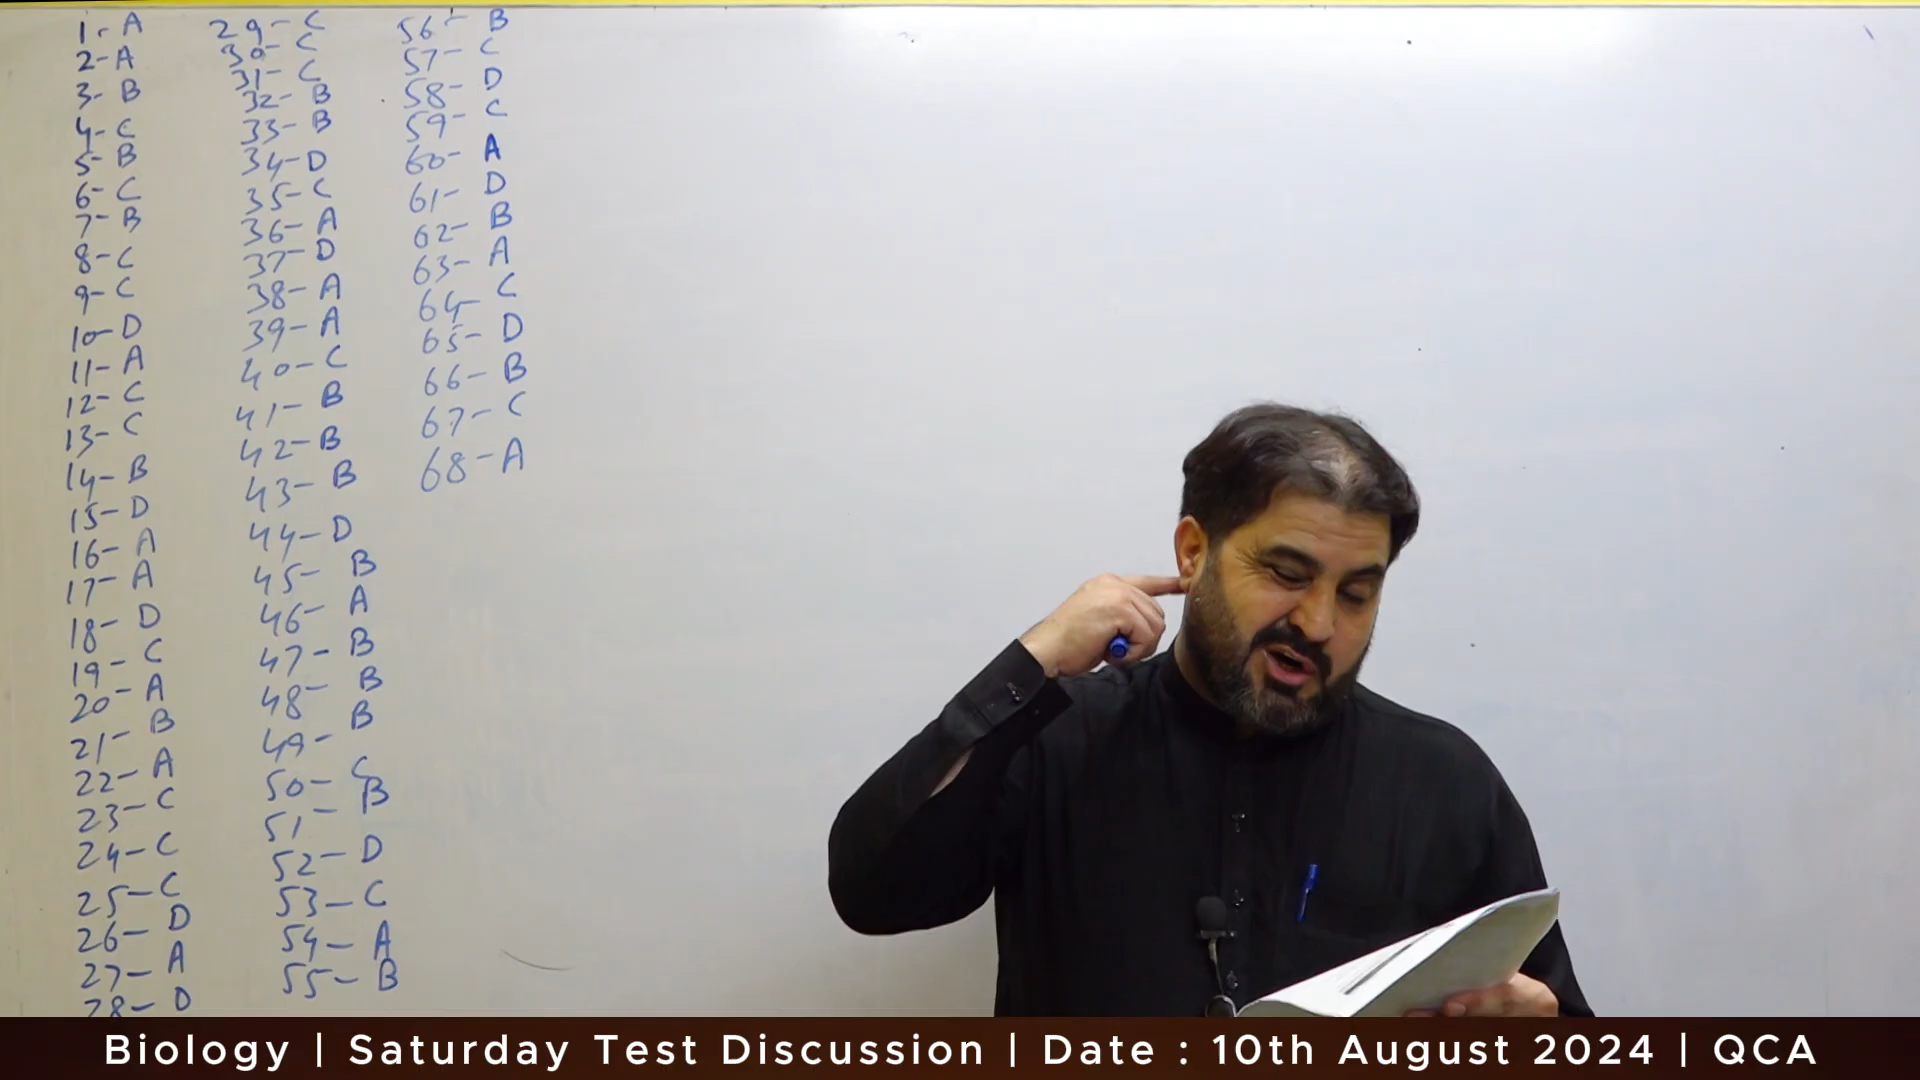 1- A
2- A
3- B
4- C
5- B
6- C
7- B
8- C
9- C
10- D
11- A
12- C
13- C
14- B
15- D
16- A
17- A
18- D
19- C
20- A
21- B
22- A
23- C
24- C
25- C
26- D
27- A
28- D
29- C
30- C
31- C
32- B
33- B
34- D
35- C
36- A
37- D
38- A
39- A
40- C
41- B
42- B
43- B
44- D
45- B
46- A
47- B
48- B
49- B
50- C
51- B
52- D
53- C
54- A
55- B
56- B
57- C
58- D
59- C
60- A
61- D
62- B
63- A
64- C
65- D
66- B
67- C
68- A
Biology | Saturday Test Discussion | Date : 10th August 2024 | QCA